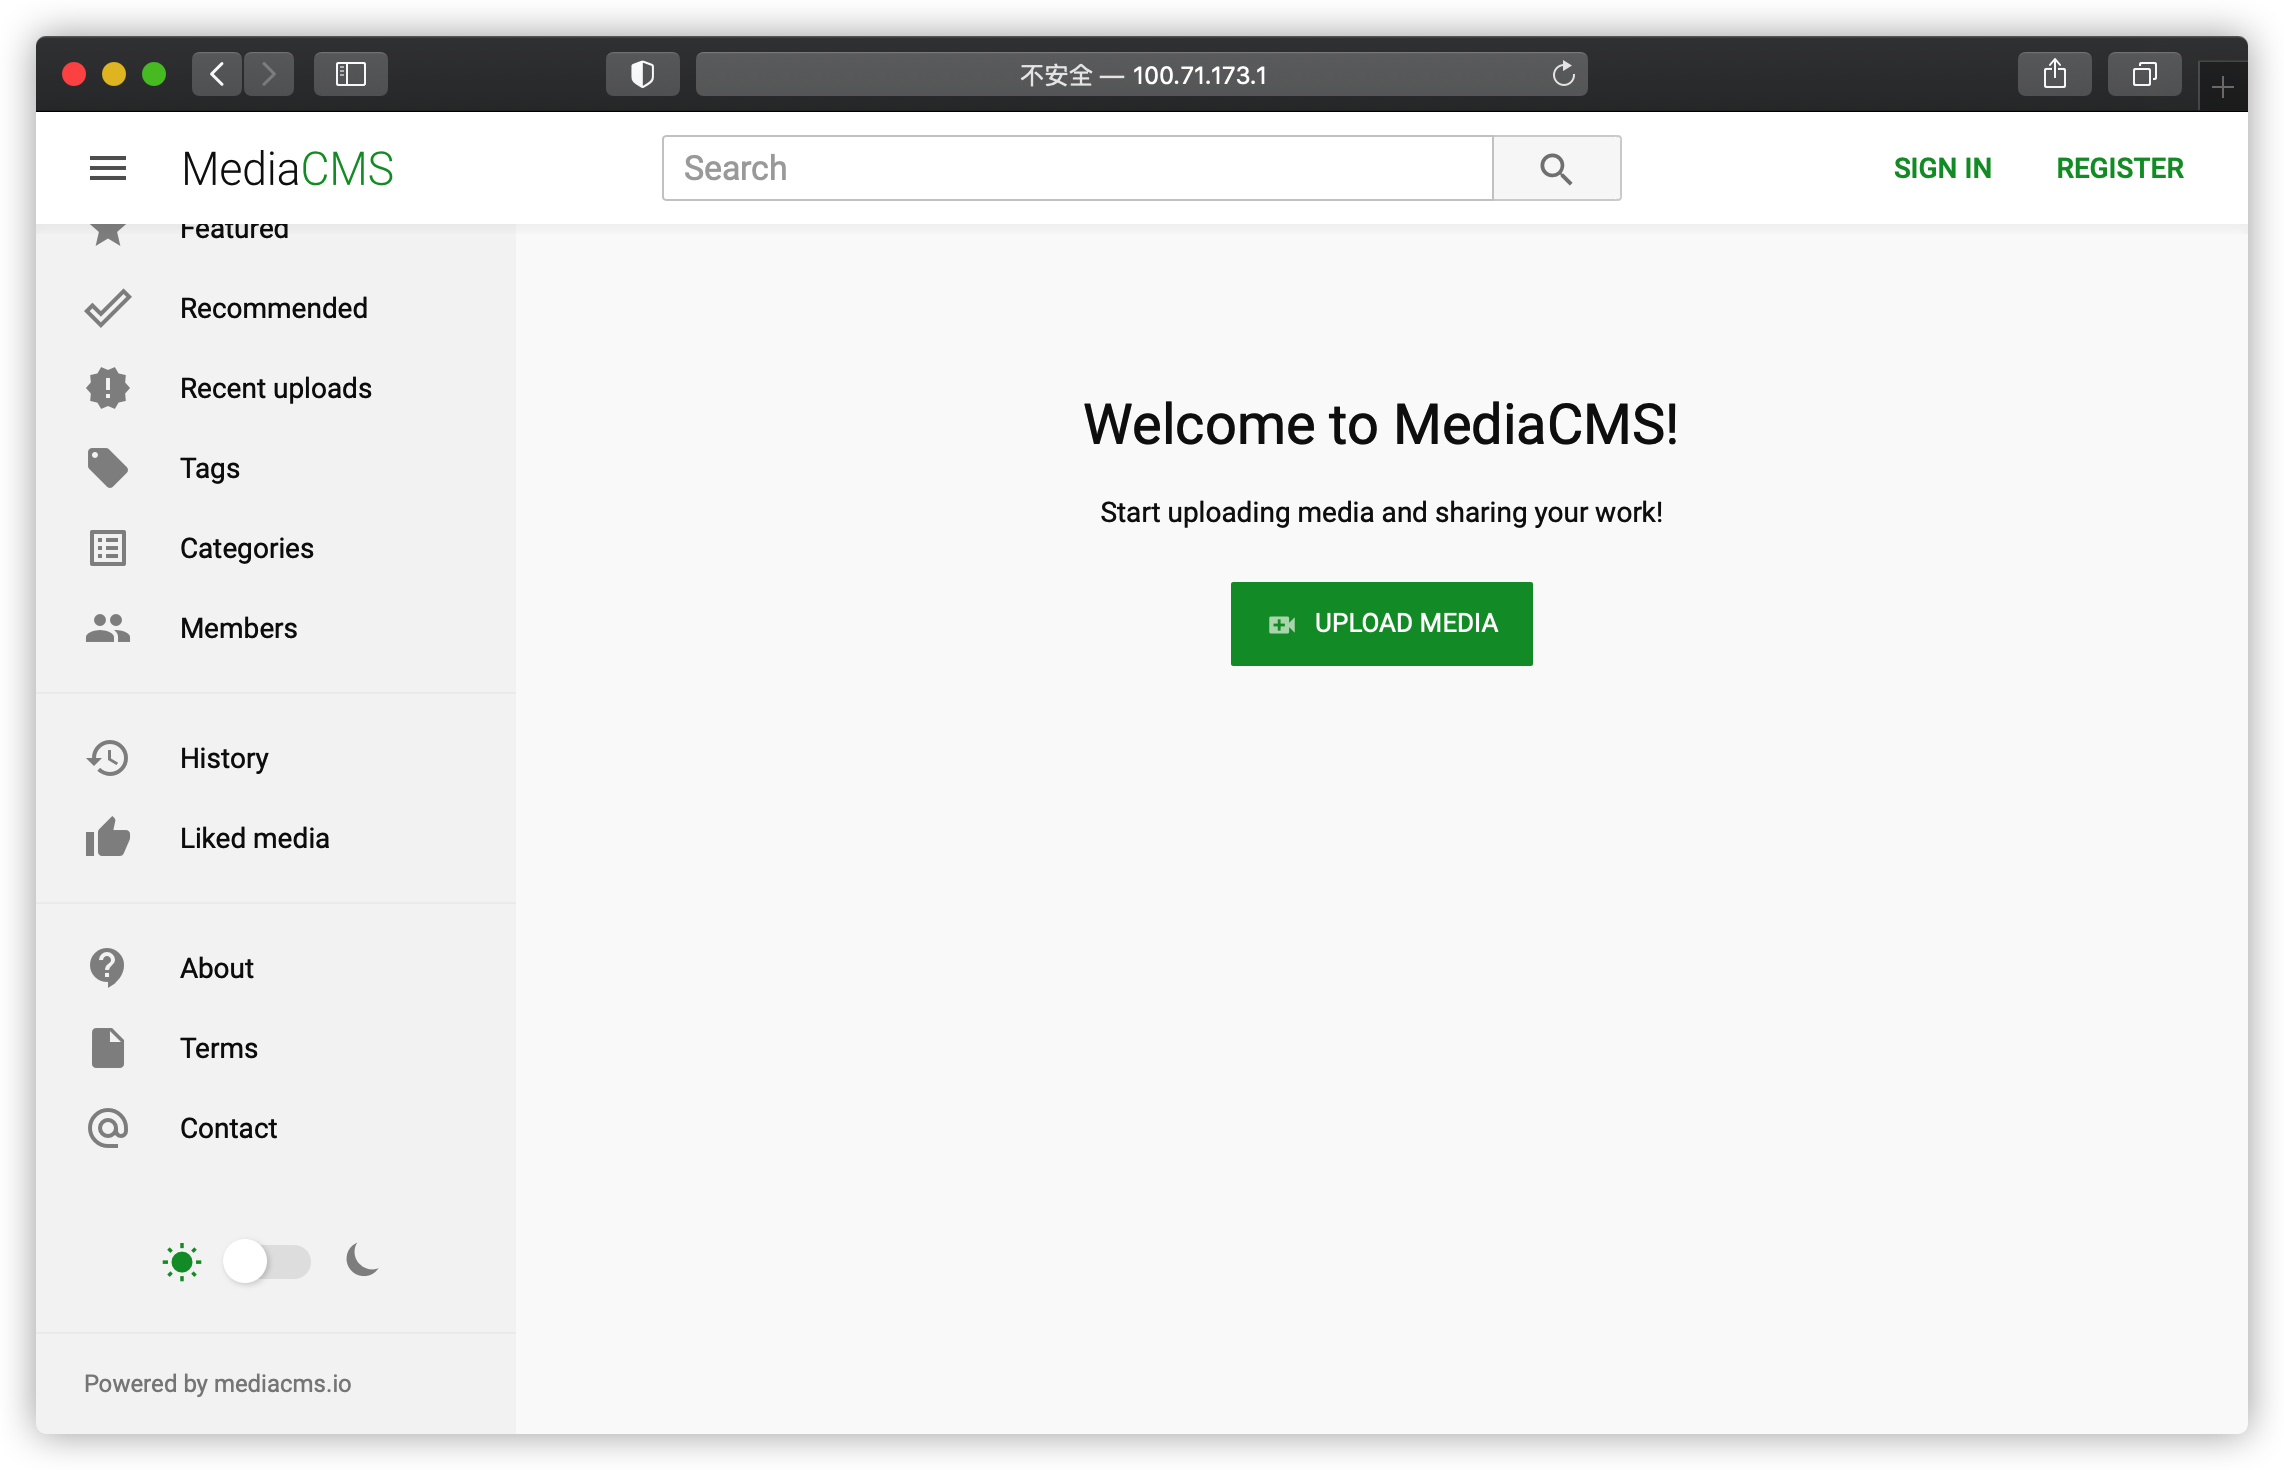 不安全 — 100.71.173.1
MediaCMS
Search
SIGN IN
REGISTER
Featured
Recommended
Recent uploads
Tags
Categories
Members
History
Liked media
About
Terms
Contact
Powered by mediacms.io
Welcome to MediaCMS!
Start uploading media and sharing your work!
UPLOAD MEDIA